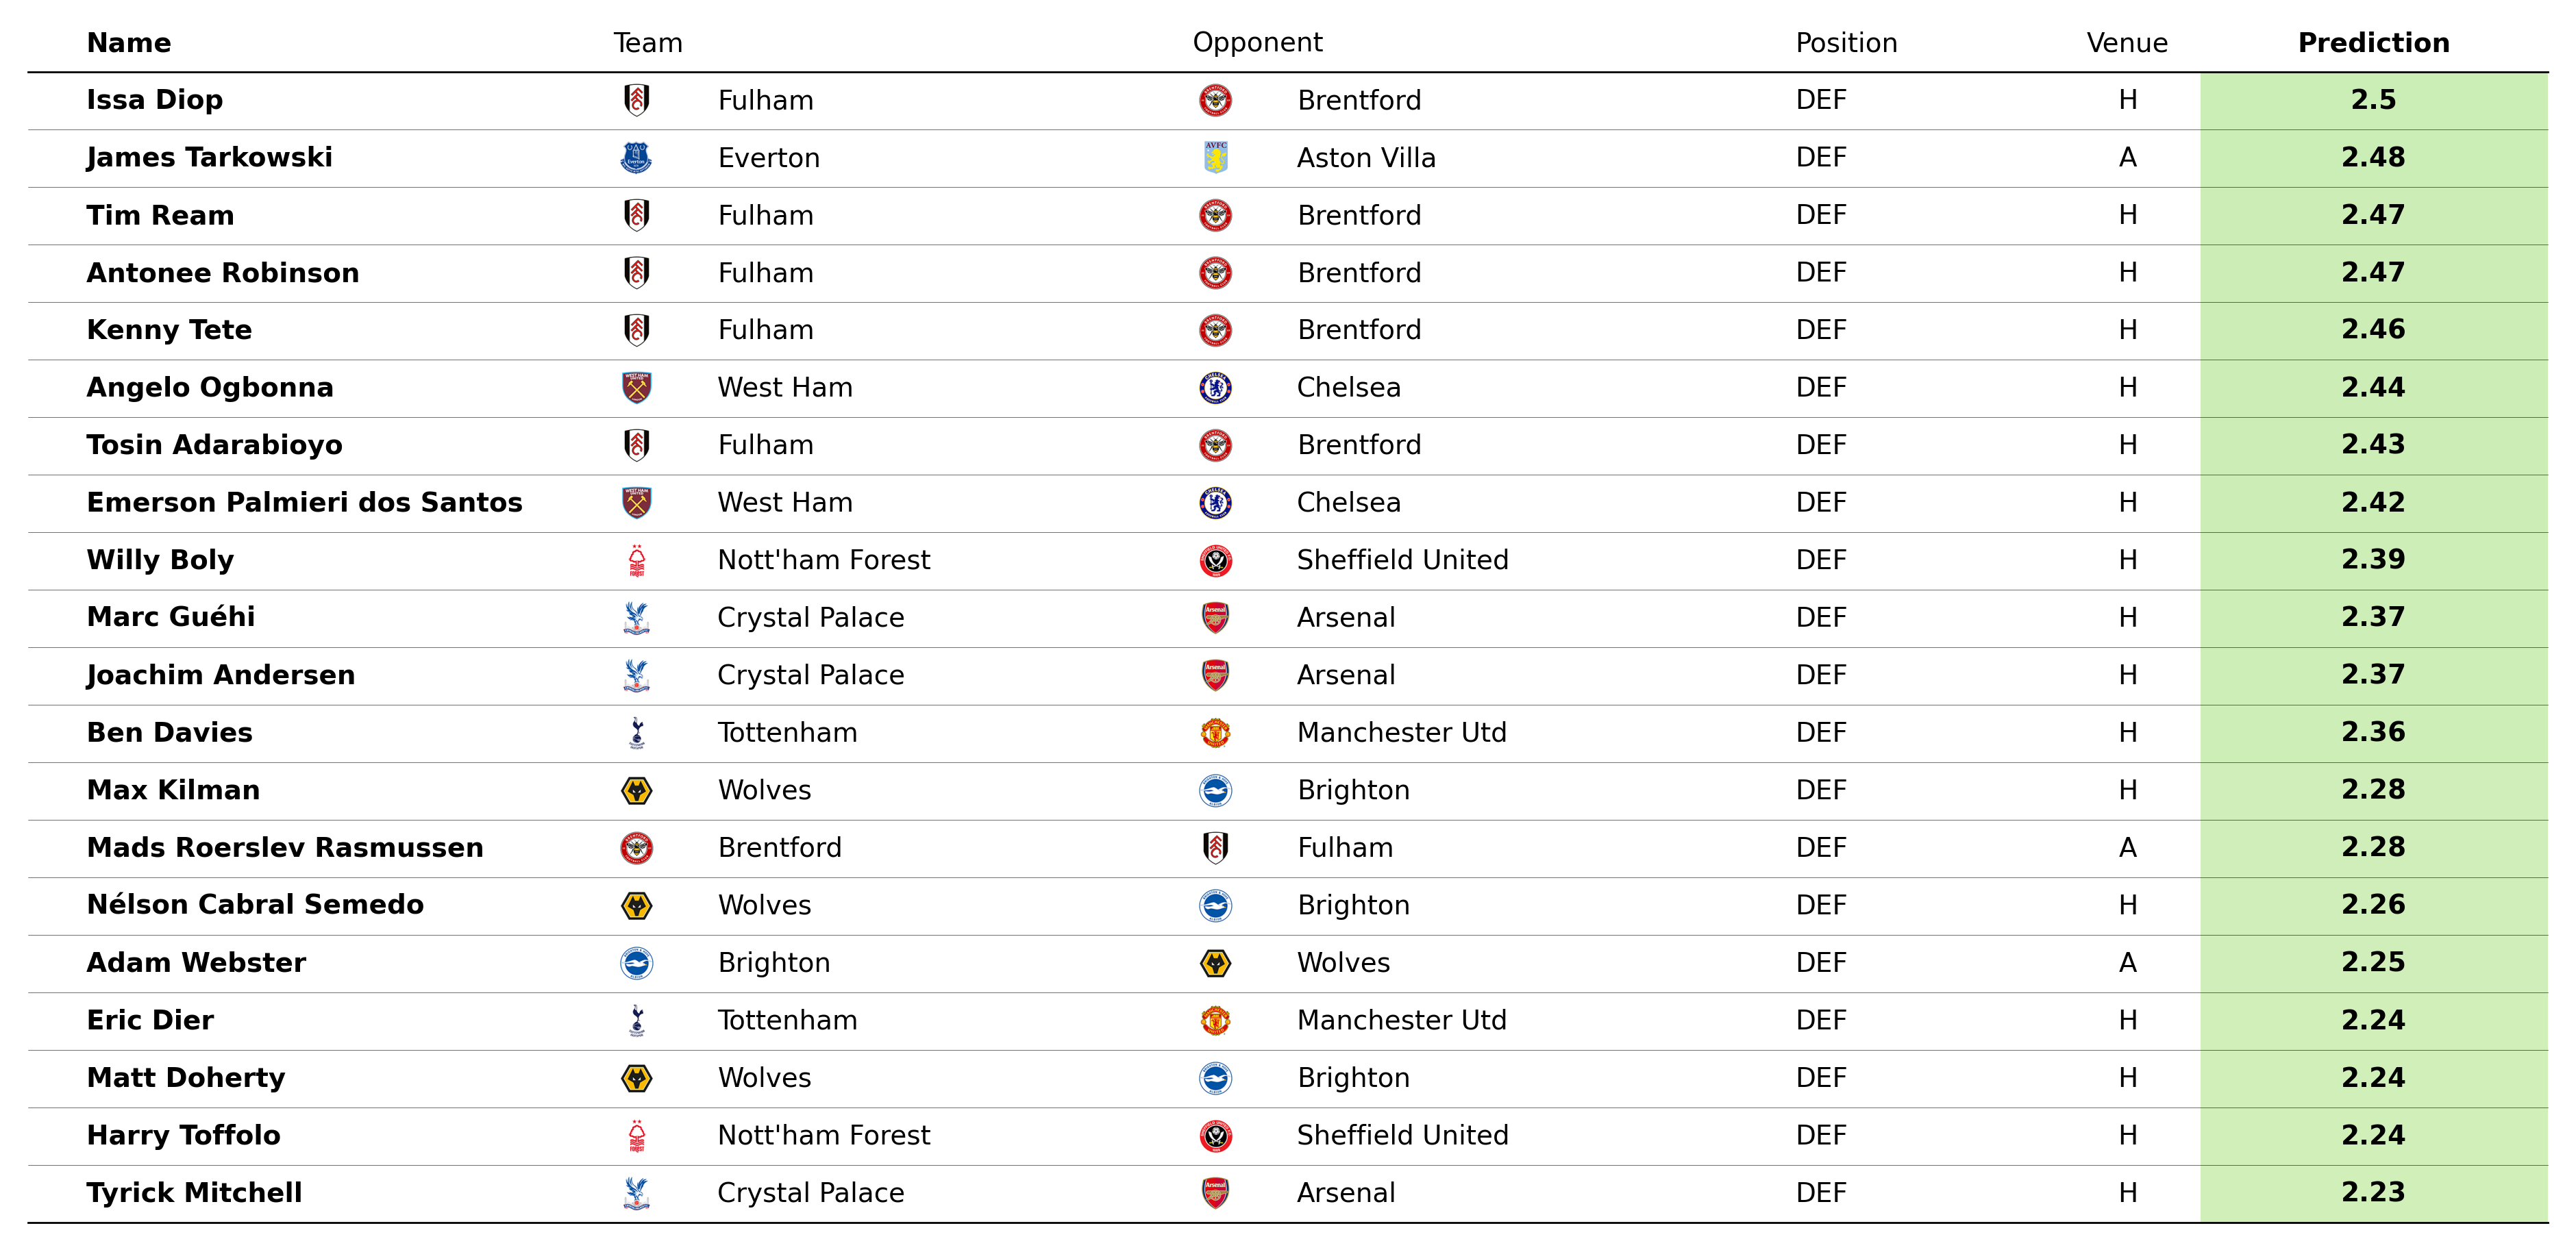 Name Team Opponent Position Venue Prediction
Issa Diop Fulham Brentford DEF H 2.5
James Tarkowski Everton Aston Villa DEF A 2.48
Tim Ream Fulham Brentford DEF H 2.47
Antonee Robinson Fulham Brentford DEF H 2.47
Kenny Tete Fulham Brentford DEF H 2.46
Angelo Ogbonna West Ham Chelsea DEF H 2.44
Tosin Adarabioyo Fulham Brentford DEF H 2.43
Emerson Palmieri dos Santos West Ham Chelsea DEF H 2.42
Willy Boly Nott'ham Forest Sheffield United DEF H 2.39
Marc Guéhi Crystal Palace Arsenal DEF H 2.37
Joachim Andersen Crystal Palace Arsenal DEF H 2.37
Ben Davies Tottenham Manchester Utd DEF H 2.36
Max Kilman Wolves Brighton DEF H 2.28
Mads Roerslev Rasmussen Brentford Fulham DEF A 2.28
Nélson Cabral Semedo Wolves Brighton DEF H 2.26
Adam Webster Brighton Wolves DEF A 2.25
Eric Dier Tottenham Manchester Utd DEF H 2.24
Matt Doherty Wolves Brighton DEF H 2.24
Harry Toffolo Nott'ham Forest Sheffield United DEF H 2.24
Tyrick Mitchell Crystal Palace Arsenal DEF H 2.23